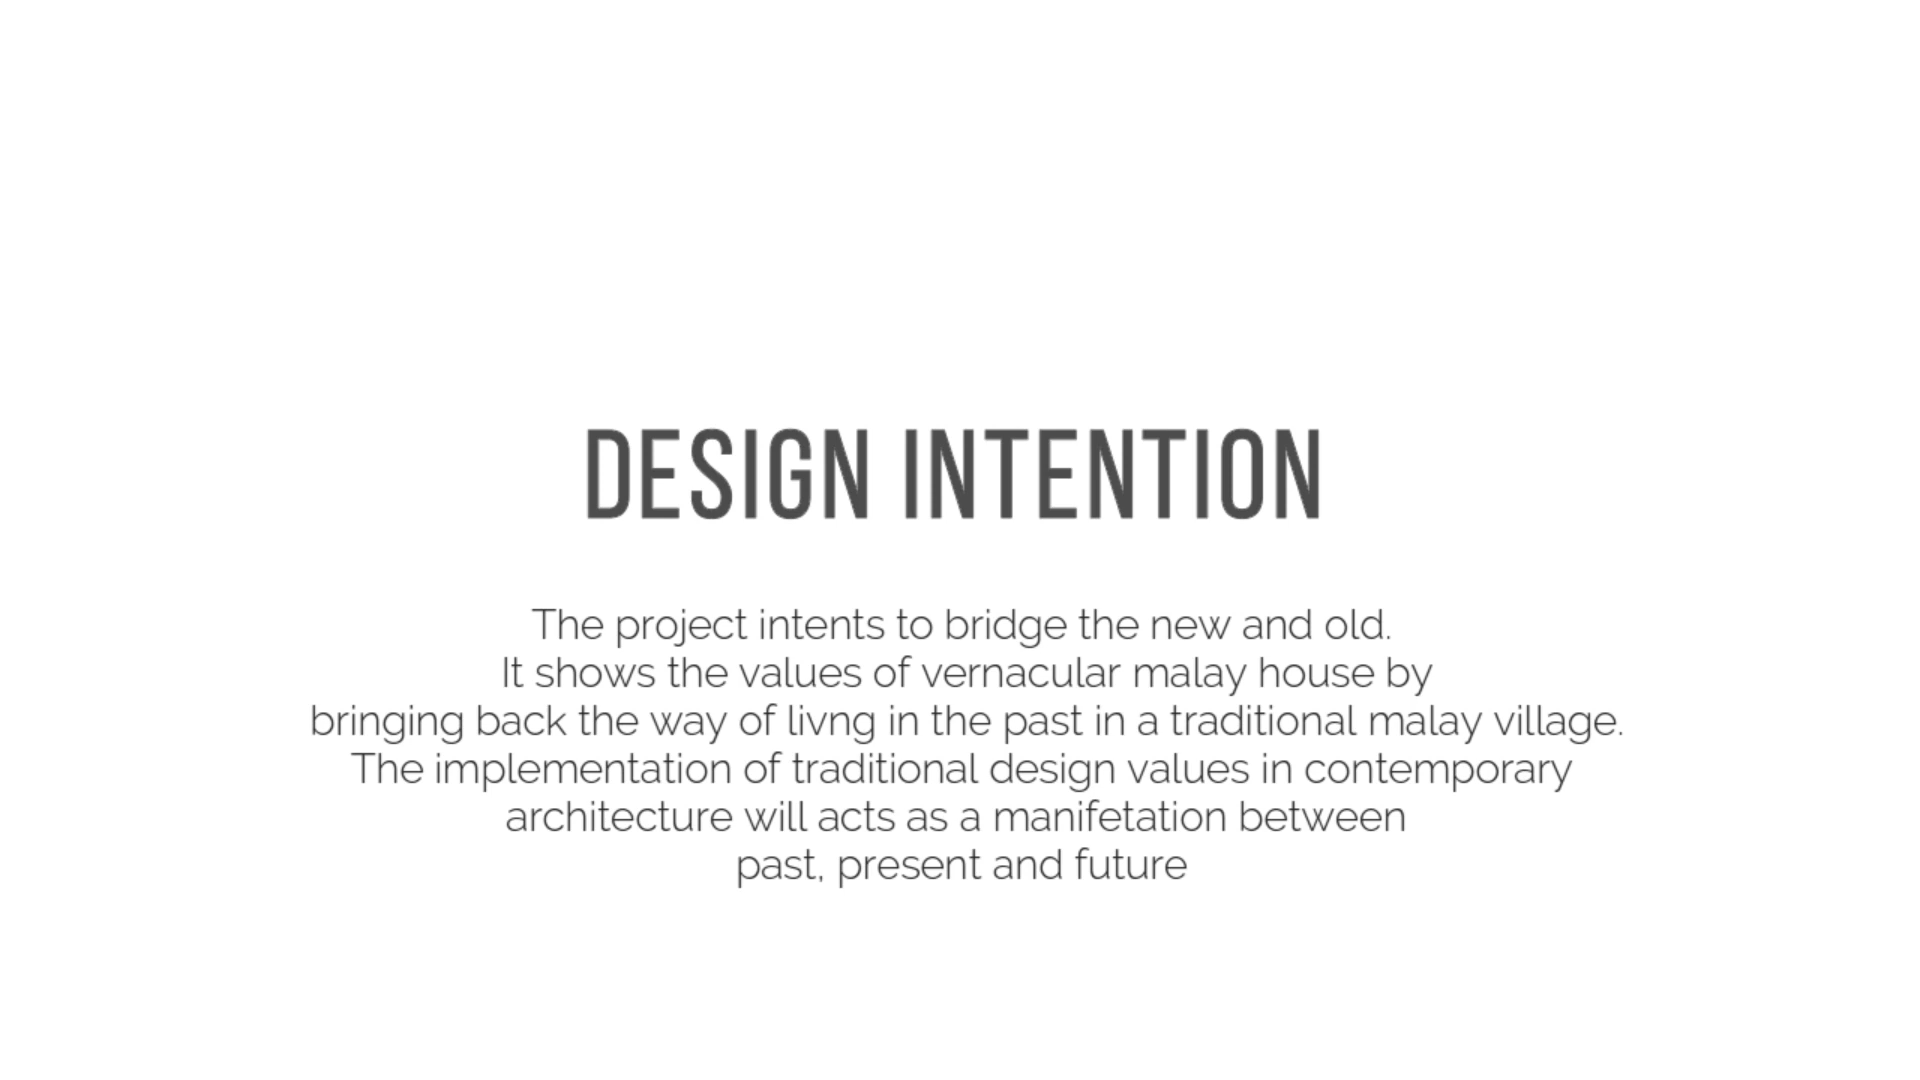 DESIGN INTENTION
The project intents to bridge the new and old.
It shows the values of vernacular malay house by
bringing back the way of livng in the past in a traditional malay village.
The implementation of traditional design values in contemporary
architecture will acts as a manifetation between
past, present and future